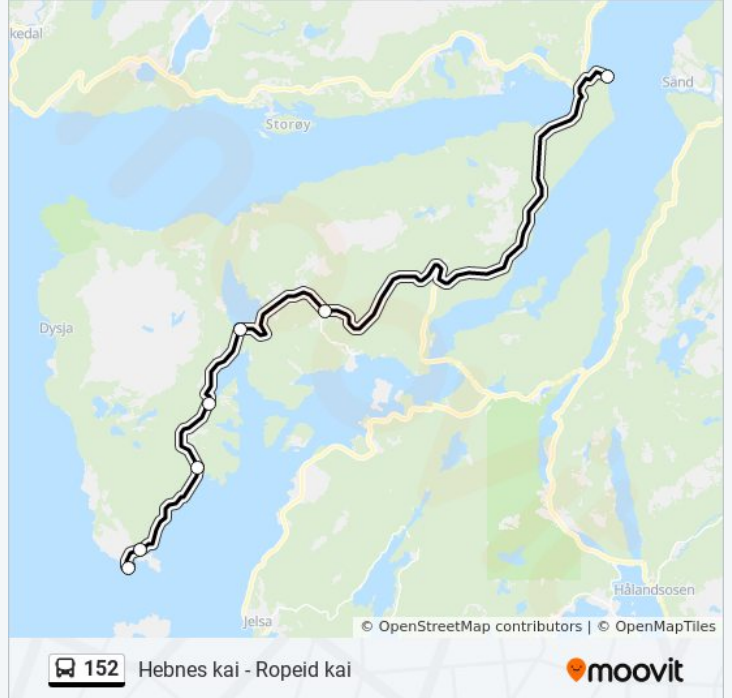 kedal
Sand
Storøy
Dysja
Hålandsosen
Jelsa
© OpenStreetMap contributors | © OpenMapTiles
152 Hebnes kai - Ropeid kai
moovit